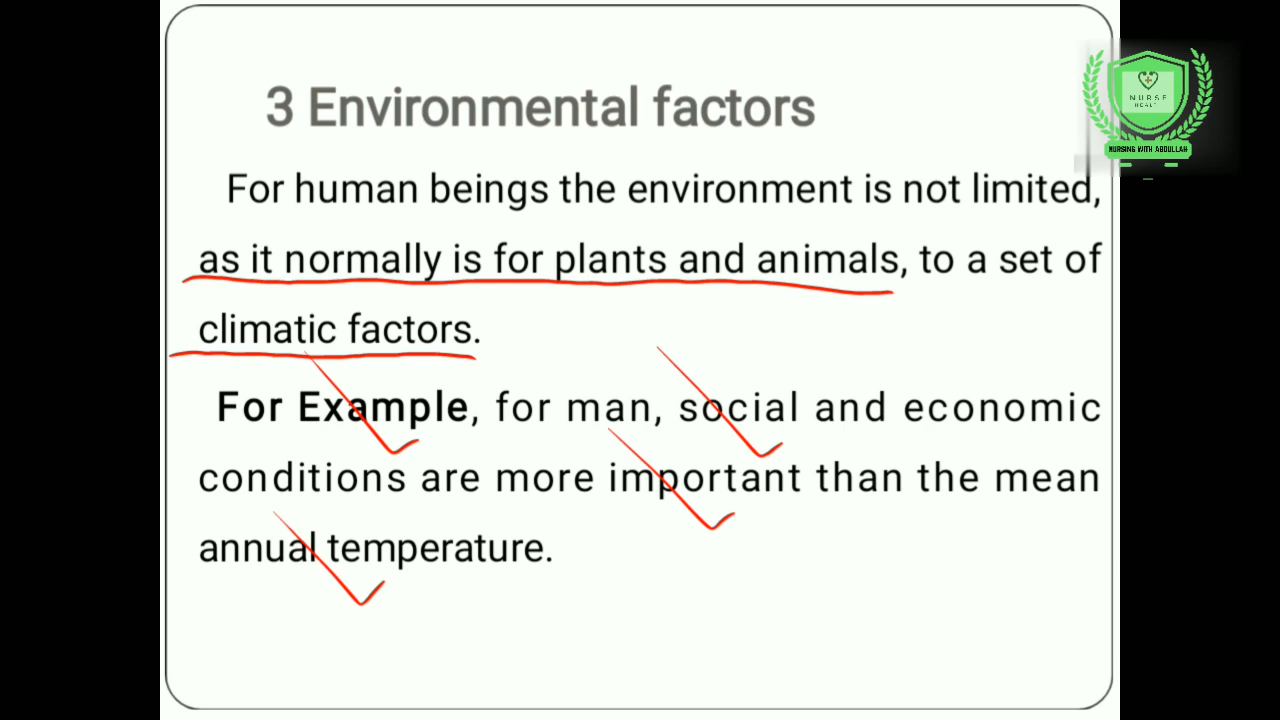 3 Environmental factors
For human beings the environment is not limited,
as it normally is for plants and animals, to a set of
climatic factors.
For Example, for man, social and economic
conditions are more important than the mean
annual temperature.
NURSE
HEALT
NURSING WITH ABDULLAH